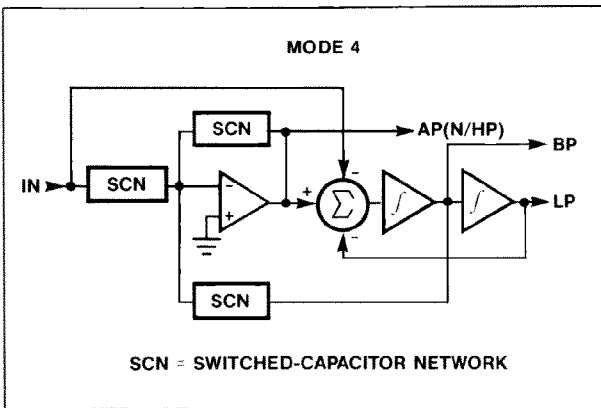 MODE 4
SCN
AP(N/HP)
BP
IN
SCN
-
+
+
-
Σ
-
∫
∫
LP
SCN
SCN = SWITCHED-CAPACITOR NETWORK